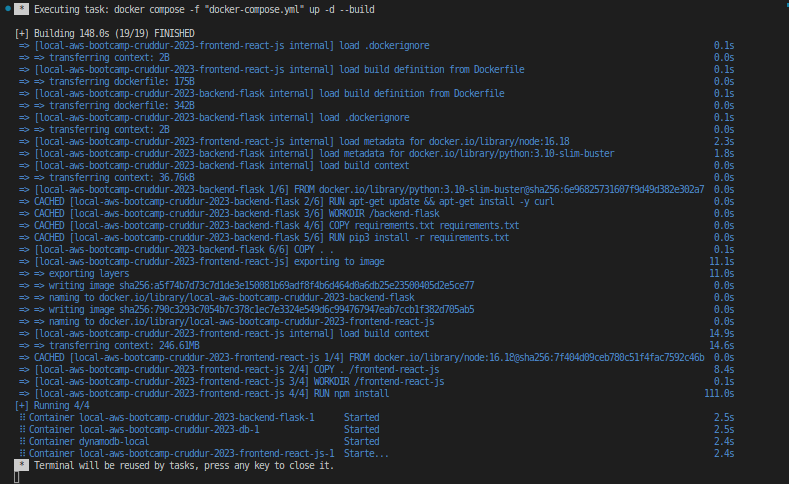 * Executing task: docker compose -f "docker-compose.yml" up -d --build
[+] Building 148.0s (19/19) FINISHED
=> [local-aws-bootcamp-cruddur-2023-frontend-react-js internal] load .dockerignore 0.1s
=> => transferring context: 2B 0.0s
=> [local-aws-bootcamp-cruddur-2023-frontend-react-js internal] load build definition from Dockerfile 0.1s
=> => transferring dockerfile: 175B 0.0s
=> [local-aws-bootcamp-cruddur-2023-backend-flask internal] load build definition from Dockerfile 0.1s
=> => transferring dockerfile: 342B 0.0s
=> [local-aws-bootcamp-cruddur-2023-backend-flask internal] load .dockerignore 0.1s
=> => transferring context: 2B 0.0s
=> [local-aws-bootcamp-cruddur-2023-frontend-react-js internal] load metadata for docker.io/library/node:16.18 2.3s
=> [local-aws-bootcamp-cruddur-2023-backend-flask internal] load metadata for docker.io/library/python:3.10-slim-buster 1.8s
=> [local-aws-bootcamp-cruddur-2023-backend-flask internal] load build context 0.0s
=> => transferring context: 36.76kB 0.0s
=> [local-aws-bootcamp-cruddur-2023-backend-flask 1/6] FROM docker.io/library/python:3.10-slim-buster@sha256:6e96825731607f9d49d382e302a7 0.0s
=> CACHED [local-aws-bootcamp-cruddur-2023-backend-flask 2/6] RUN apt-get update && apt-get install -y curl 0.0s
=> CACHED [local-aws-bootcamp-cruddur-2023-backend-flask 3/6] WORKDIR /backend-flask 0.0s
=> CACHED [local-aws-bootcamp-cruddur-2023-backend-flask 4/6] COPY requirements.txt requirements.txt 0.0s
=> CACHED [local-aws-bootcamp-cruddur-2023-backend-flask 5/6] RUN pip3 install -r requirements.txt 0.0s
=> [local-aws-bootcamp-cruddur-2023-backend-flask 6/6] COPY . . 0.1s
=> [local-aws-bootcamp-cruddur-2023-frontend-react-js] exporting to image 11.1s
=> => exporting layers 11.0s
=> => writing image sha256:a5f74b7d73c7d1de3e150081b69adf8f4b6d464d0a6db25e23500405d2e5ce77 0.0s
=> => naming to docker.io/library/local-aws-bootcamp-cruddur-2023-backend-flask 0.0s
=> => writing image sha256:790c3293c7054b7c378c1ec7e3324e549d6c994767947eab7ccb1f382d705ab5 0.0s
=> => naming to docker.io/library/local-aws-bootcamp-cruddur-2023-frontend-react-js 0.0s
=> [local-aws-bootcamp-cruddur-2023-frontend-react-js internal] load build context 14.9s
=> => transferring context: 246.61MB 14.6s
=> CACHED [local-aws-bootcamp-cruddur-2023-frontend-react-js 1/4] FROM docker.io/library/node:16.18@sha256:7f404d09ceb780c51f4fac7592c46b 0.0s
=> [local-aws-bootcamp-cruddur-2023-frontend-react-js 2/4] COPY . /frontend-react-js 8.4s
=> [local-aws-bootcamp-cruddur-2023-frontend-react-js 3/4] WORKDIR /frontend-react-js 0.1s
=> [local-aws-bootcamp-cruddur-2023-frontend-react-js 4/4] RUN npm install 111.0s
[+] Running 4/4
⠿ Container local-aws-bootcamp-cruddur-2023-backend-flask-1 Started 2.5s
⠿ Container local-aws-bootcamp-cruddur-2023-db-1 Started 2.5s
⠿ Container dynamodb-local Started 2.4s
⠿ Container local-aws-bootcamp-cruddur-2023-frontend-react-js-1 Starte... 2.4s
* Terminal will be reused by tasks, press any key to close it.